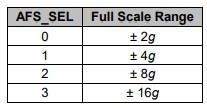 AFS_SEL Full Scale Range
0 ± 2g
1 ± 4g
2 ± 8g
3 ± 16g